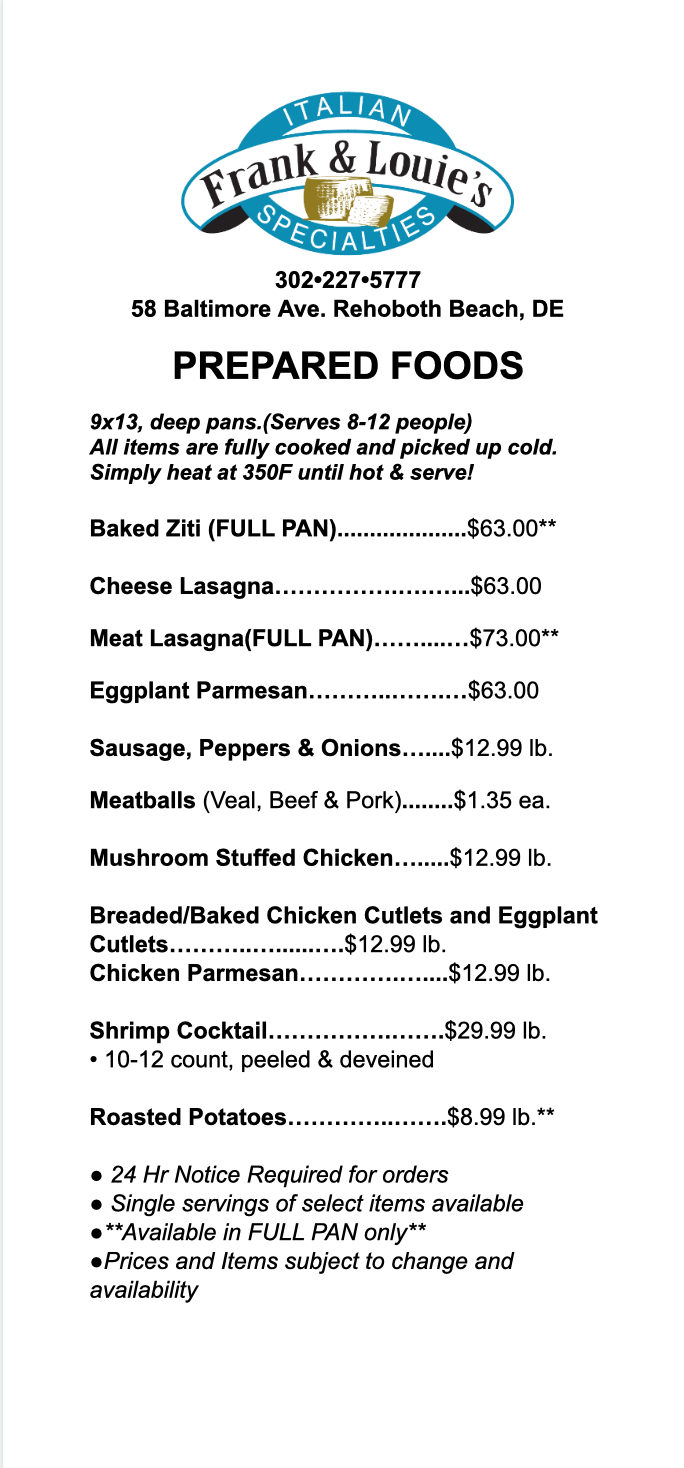 ITALIAN
Frank & Louie's
SPECIALTIES
302•227•5777
58 Baltimore Ave. Rehoboth Beach, DE
PREPARED FOODS
9x13, deep pans.(Serves 8-12 people)
All items are fully cooked and picked up cold.
Simply heat at 350F until hot & serve!
Baked Ziti (FULL PAN)....................$63.00**
Cheese Lasagna…………….….…...$63.00
Meat Lasagna(FULL PAN)……...…$73.00**
Eggplant Parmesan………..…….…$63.00
Sausage, Peppers & Onions…....$12.99 lb.
Meatballs (Veal, Beef & Pork)........$1.35 ea.
Mushroom Stuffed Chicken….....$12.99 lb.
Breaded/Baked Chicken Cutlets and Eggplant
Cutlets………..…......….$12.99 lb.
Chicken Parmesan………….…....$12.99 lb.
Shrimp Cocktail…………….…….$29.99 lb.
• 10-12 count, peeled & deveined
Roasted Potatoes…………..…….$8.99 lb.**
● 24 Hr Notice Required for orders
● Single servings of select items available
●**Available in FULL PAN only**
●Prices and Items subject to change and
availability